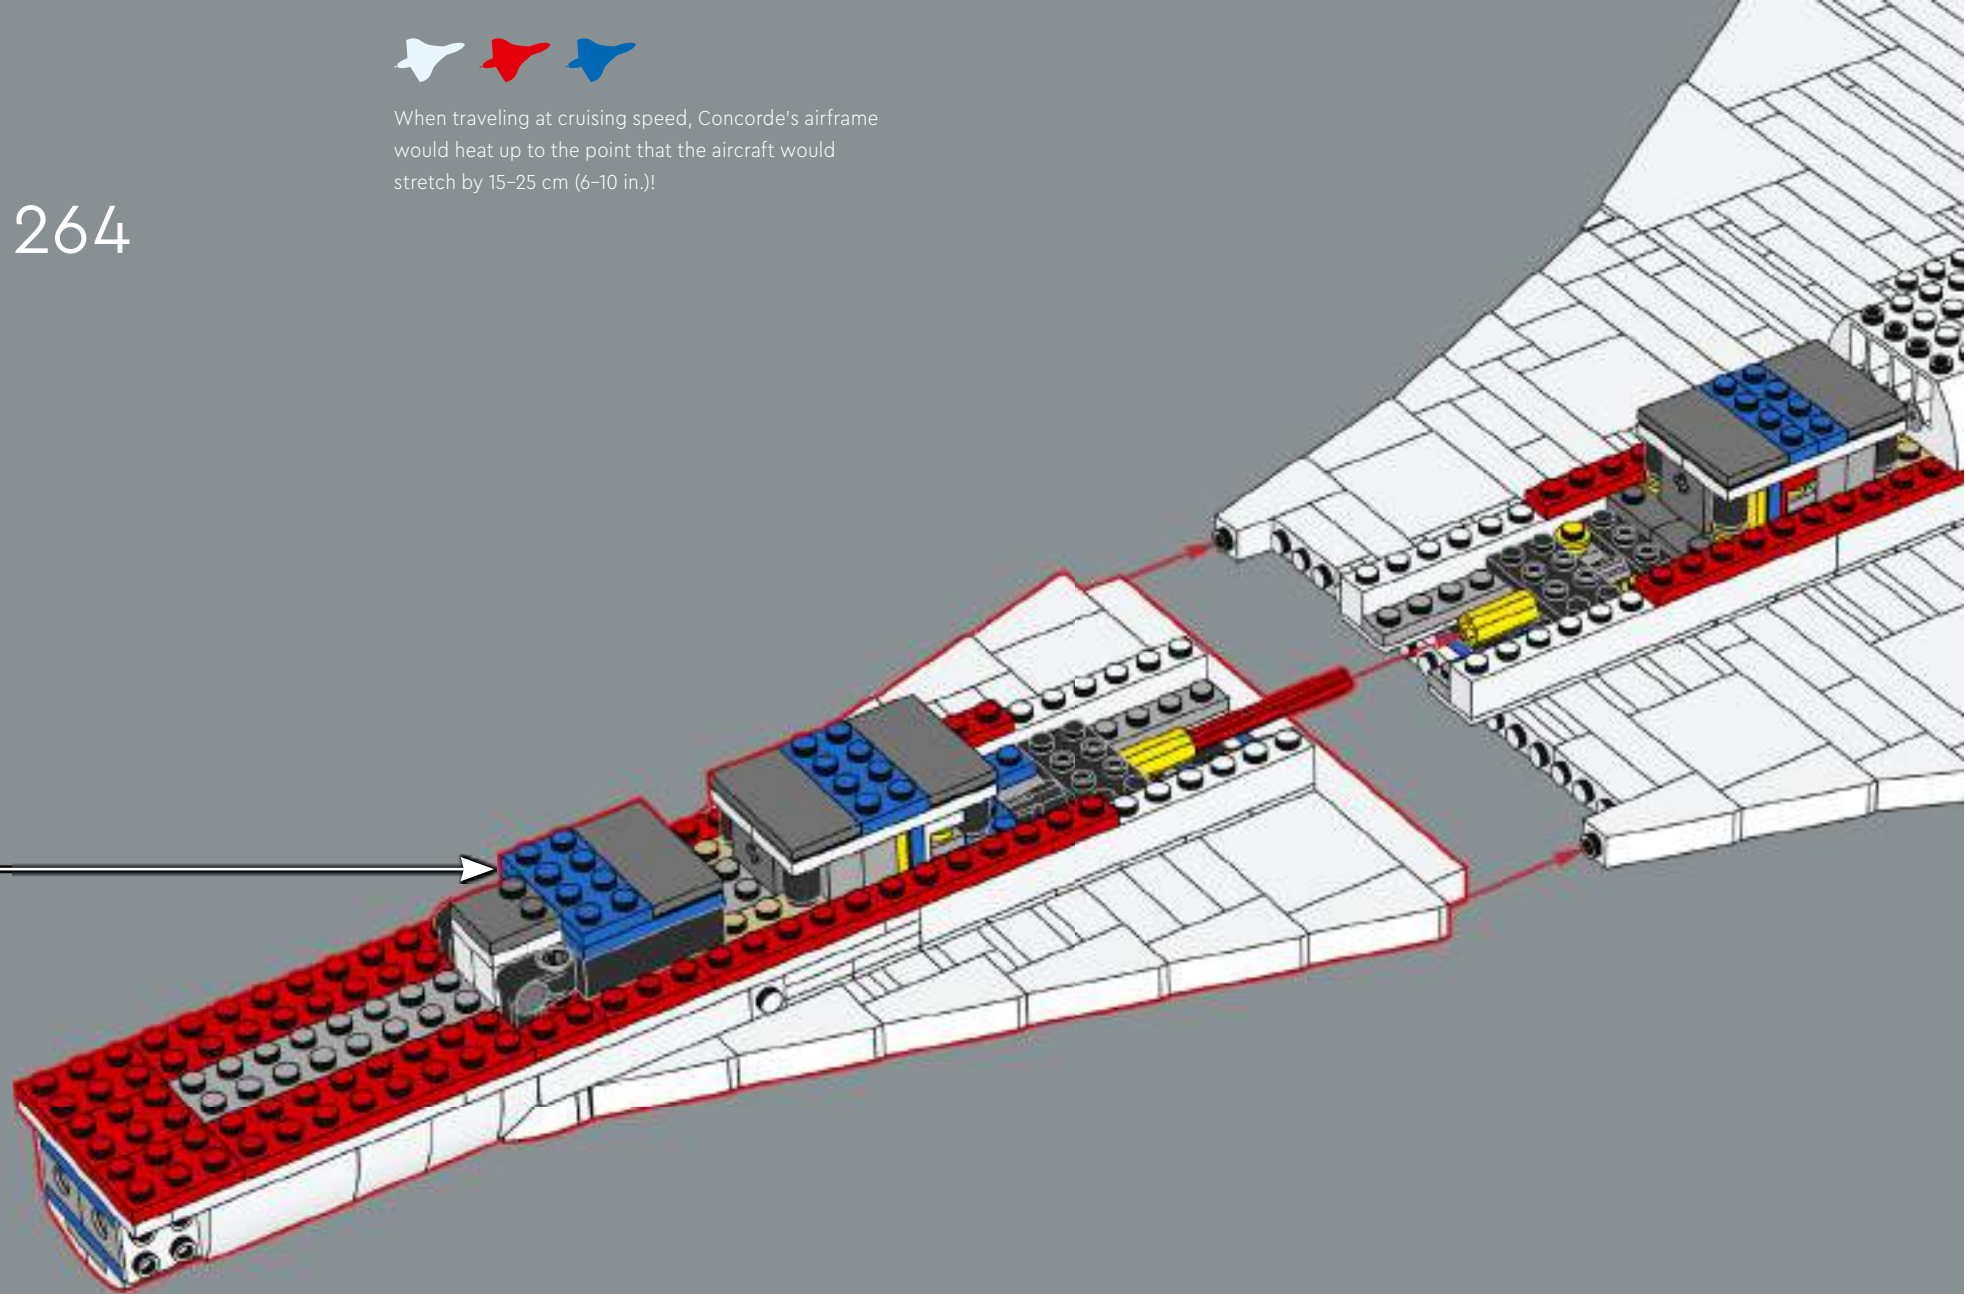 When traveling at cruising speed, Concorde's airframe
would heat up to the point that the aircraft would
stretch by 15–25 cm (6–10 in.)!
264